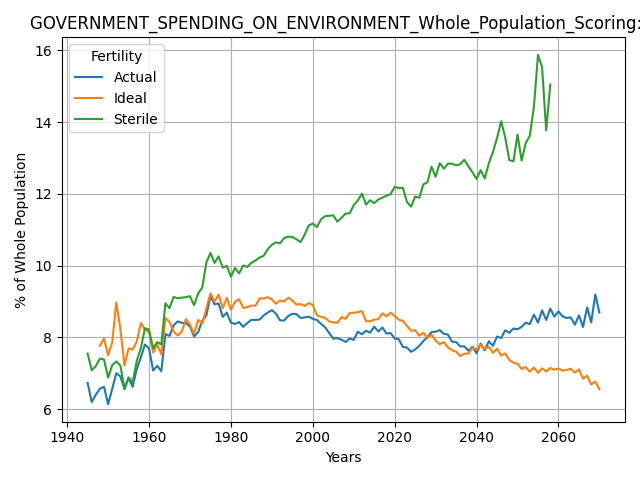 GOVERNMENT_SPENDING_ON_ENVIRONMENT_Whole_Population_Scoring:
Fertility
Actual
Ideal
Sterile
% of Whole Population
16
14
12
10
8
6
1940
1960
1980
2000
2020
2040
2060
Years